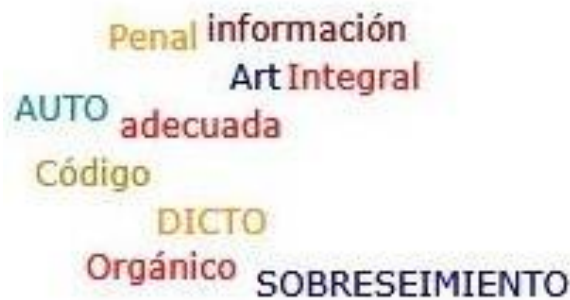 Penal información
Art Integral
AUTO adecuada
Código
DICTO
Orgánico SOBRESEIMIENTO